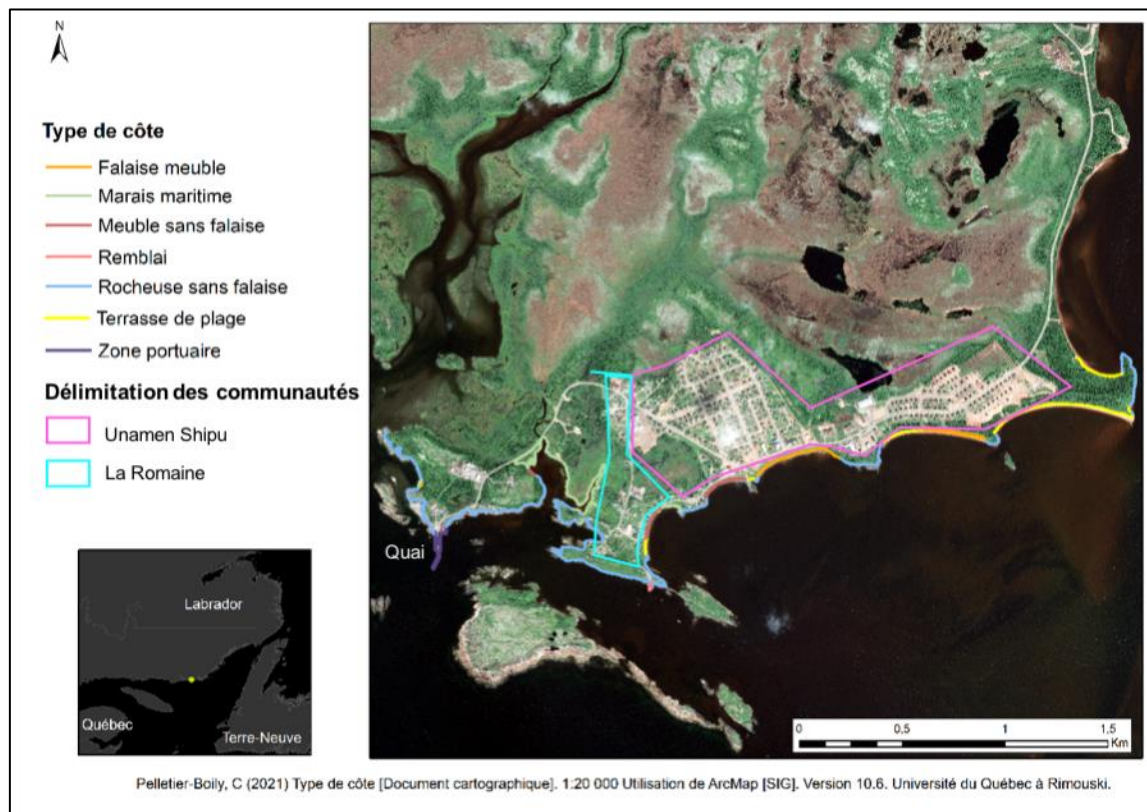 N
Type de côte
Falaise meuble
Marais maritime
Meuble sans falaise
Remblai
Rocheuse sans falaise
Terrasse de plage
Zone portuaire
Délimitation des communautés
Unamen Shipu
La Romaine
Quai
Labrador
Québec
Terre-Neuve
0 0,5 1 1,5
Km
Pelletier-Boily, C (2021) Type de côte [Document cartographique]. 1:20 000 Utilisation de ArcMap [SIG]. Version 10.6. Université du Québec à Rimouski.